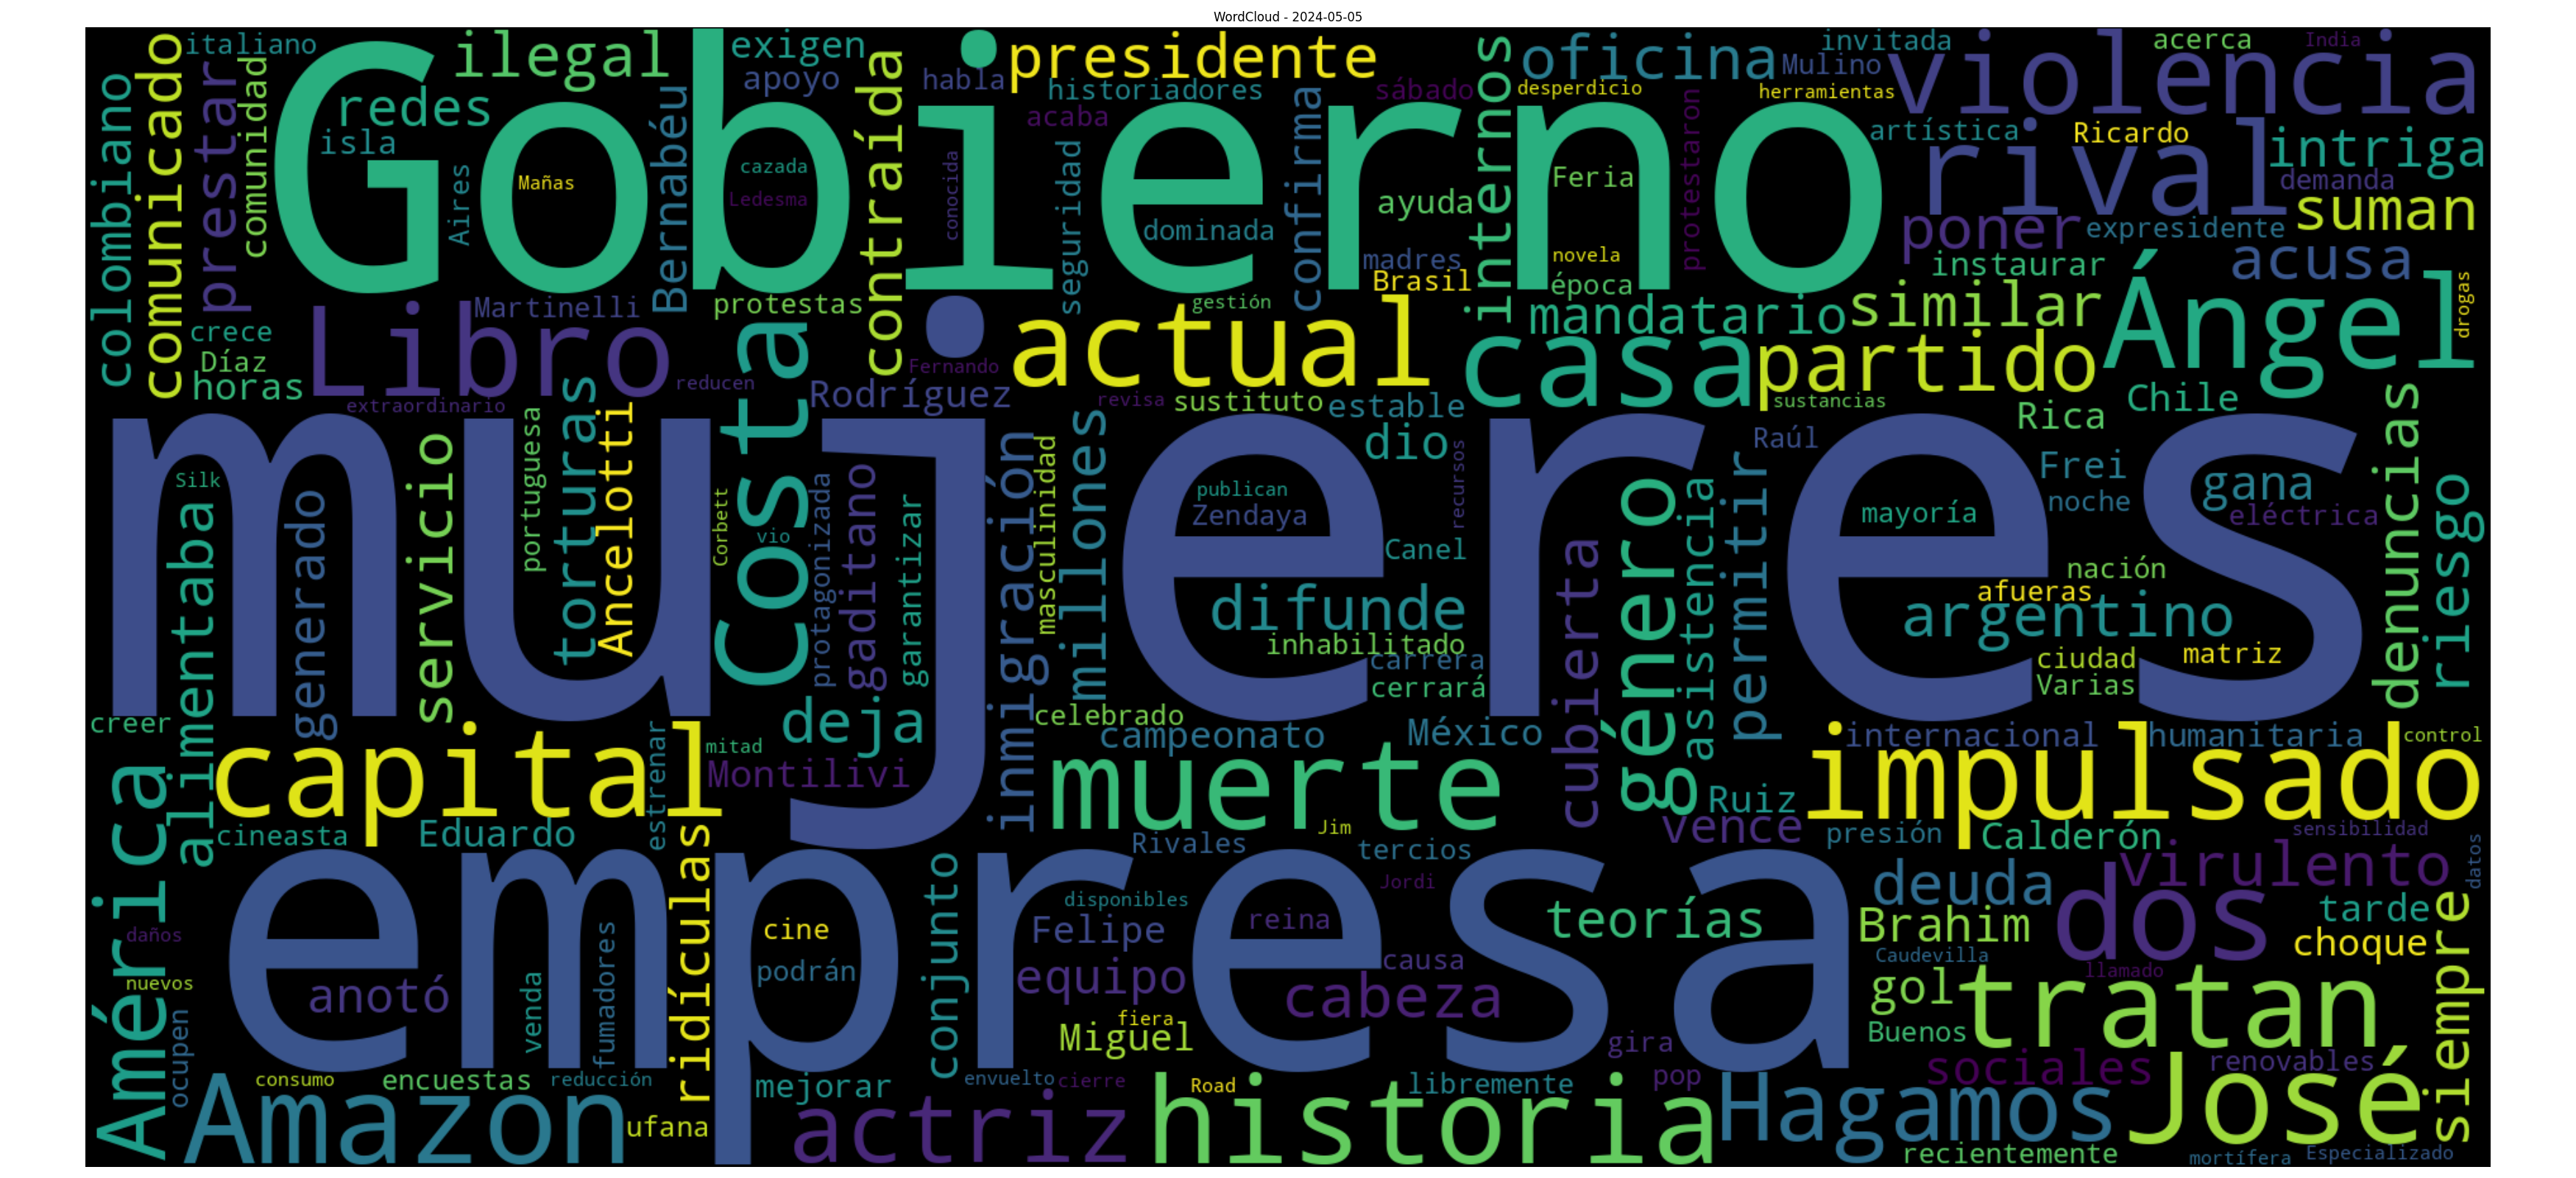 WordCloud - 2024-05-05
italiano
ilegal
exigen
presidente
oficina
invitada
acerca
India
violencia
Mulino
comunicado
prestar
comunidad
colombiano
redes
isla
Gobierno
apoyo
habla
historiadores
sábado
desperdicio
herramientas
contraída
Bernabéu
internos
acaba
artística
Ricardo
intriga
rival
Mañas
cazada
Ledesma
conocida
Aires
seguridad
confirma
ayuda
Feria
protestaron
demanda
suman
dominada
poner
expresidente
madres
novela
Brasil
época
instaurar
acusa
Ángel
drogas
Libro
Martinelli
protestas
gestión
mandatario
similar
crece
Díaz
horas
actual
casa
partido
Costa
Fernando
reducen
Rodríguez
revisa
sustituto
estable
sustancias
Chile
Rica
extraordinario
mujeres
dio
Raúl
Frei
gana
denuncias
riesgo
Silk
alimentaba
generado
servicio
portuguesa
torturas
Ancelotti
Corbett
vio
protagonizada
gaditano
garantizar
inmigración
masculinidad
millones
publican
Zendaya
recursos
Canel
género
asistencia
permitir
mayoría
noche
eléctrica
nación
afueras
argentino
difunde
inhabilitado
carrera
cerrará
cubierta
ciudad
matriz
Varias
creer
deja
celebrado
campeonato
México
internacional
humanitaria
control
capital
estrenar
mitad
Montilivi
muerte
Ruiz
impulsado
América
cineasta
Eduardo
Jim
vence
presión
Calderón
sensibilidad
datos
Rivales
tercios
Jordi
virulento
empresa
ridículas
conjunto
disponibles
deuda
dos
cine
Felipe
reina
teorías
Brahim
tarde
choque
siempre
daños
nuevos
podrán
causa
Caudevilla
llamado
anotó
venda
fumadores
equipo
cabeza
gol
tratan
fiera
Miguel
gira
Buenos
ocupen
consumo
encuestas
reducción
mejorar
envuelto
cierre
Road
libremente
pop
sociales
renovables
José
Amazon
ufana
actriz
historia
Hagamos
recientemente
mortífera
Especializado